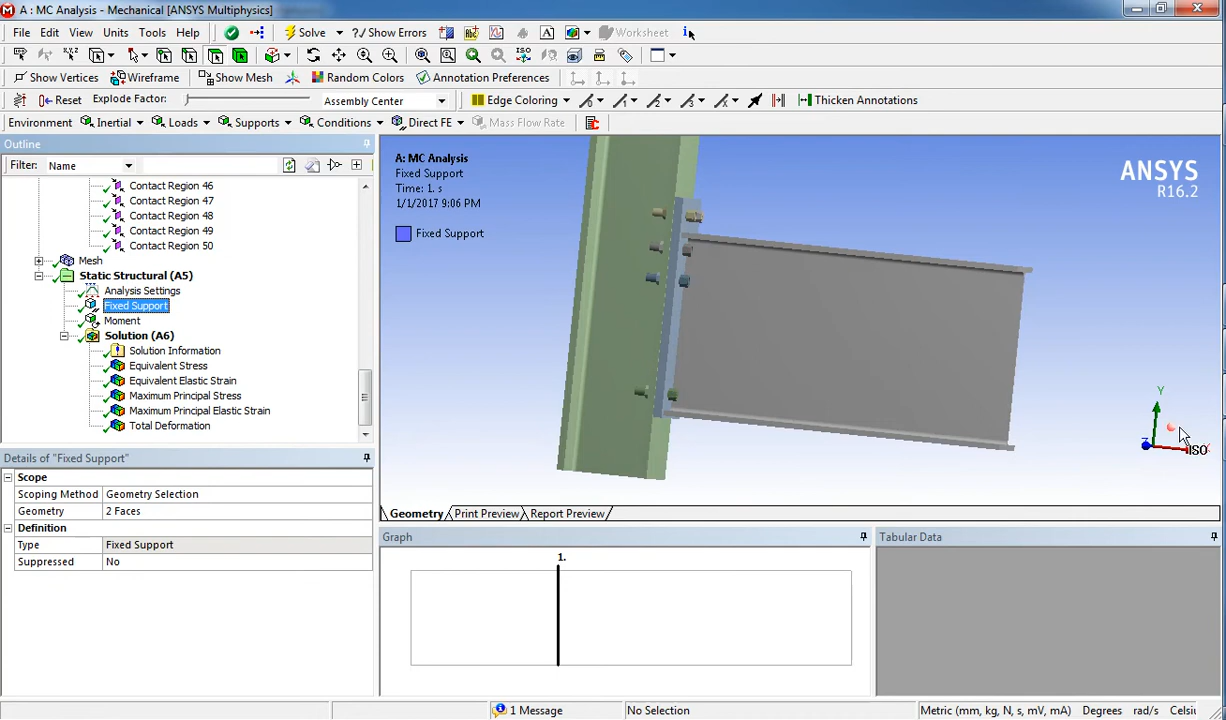 A : MC Analysis - Mechanical [ANSYS Multiphysics]
File Edit View Units Tools Help Solve ?/ Show Errors Worksheet
Show Vertices Wireframe Show Mesh Random Colors Annotation Preferences
Reset Explode Factor: Assembly Center Edge Coloring Thicken Annotations
Environment Inertial Loads Supports Conditions Direct FE Mass Flow Rate
Outline
Filter: Name
Contact Region 46
Contact Region 47
Contact Region 48
Contact Region 49
Contact Region 50
Mesh
Static Structural (A5)
Analysis Settings
Fixed Support
Moment
Solution (A6)
Solution Information
Equivalent Stress
Equivalent Elastic Strain
Maximum Principal Stress
Maximum Principal Elastic Strain
Total Deformation
Details of "Fixed Support"
Scope
Scoping Method Geometry Selection
Geometry 2 Faces
Definition
Type Fixed Support
Suppressed No
A: MC Analysis
Fixed Support
Time: 1. s
1/1/2017 9:06 PM
Fixed Support
ANSYS
R16.2
Y
Z
X
ISO
Geometry Print Preview Report Preview
Graph
1.
Tabular Data
1 Message No Selection Metric (mm, kg, N, s, mV, mA) Degrees rad/s Celsi